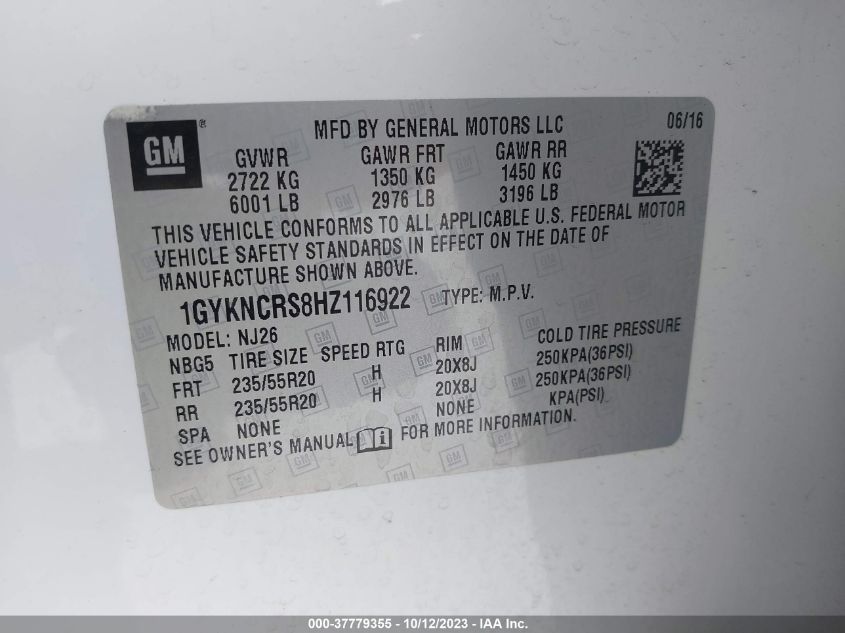 GM ® MFD BY GENERAL MOTORS LLC 06/16
GVWR GAWR FRT GAWR RR
2722 KG 1350 KG 1450 KG
6001 LB 2976 LB 3196 LB
THIS VEHICLE CONFORMS TO ALL APPLICABLE U.S. FEDERAL MOTOR
VEHICLE SAFETY STANDARDS IN EFFECT ON THE DATE OF
MANUFACTURE SHOWN ABOVE.
1GYKNCRS8HZ116922 TYPE: M.P.V.
MODEL: NJ26
NBG5 TIRE SIZE SPEED RTG RIM COLD TIRE PRESSURE
FRT 235/55R20 H 20X8J 250KPA(36PSI)
RR 235/55R20 H 20X8J 250KPA(36PSI)
SPA NONE NONE KPA(PSI)
SEE OWNER'S MANUAL i FOR MORE INFORMATION.
000-37779355 - 10/12/2023 - IAA Inc.